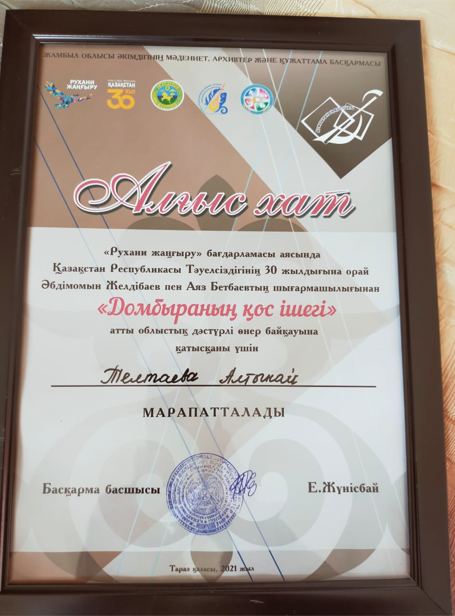 ЖАМБЫЛ ОБЛЫСЫ ӘКІМДІГІНІҢ МӘДЕНИЕТ, АРХИВТЕР ЖӘНЕ ҚҰЖАТТАМА БАСҚАРМАСЫ
РУХАНИ
ЖАҢҒЫРУ
ҚАЗАҚСТАН
30
Алғыс хат
«Рухани жаңғыру» бағдарламасы аясында
Қазақстан Республикасы Тәуелсіздігінің 30 жылдығына орай
Әбдімомын Желдібаев пен Аяз Бетбаевтың шығармашылығынан
«Домбыраның қос ішегі»
атты облыстық дәстүрлі өнер байқауына
қатысқаны үшін
Телтаева Алтынай
МАРАПАТТАЛАДЫ
Басқарма басшысы
Е.Жүнісбай
Тараз қаласы, 2021 жыл